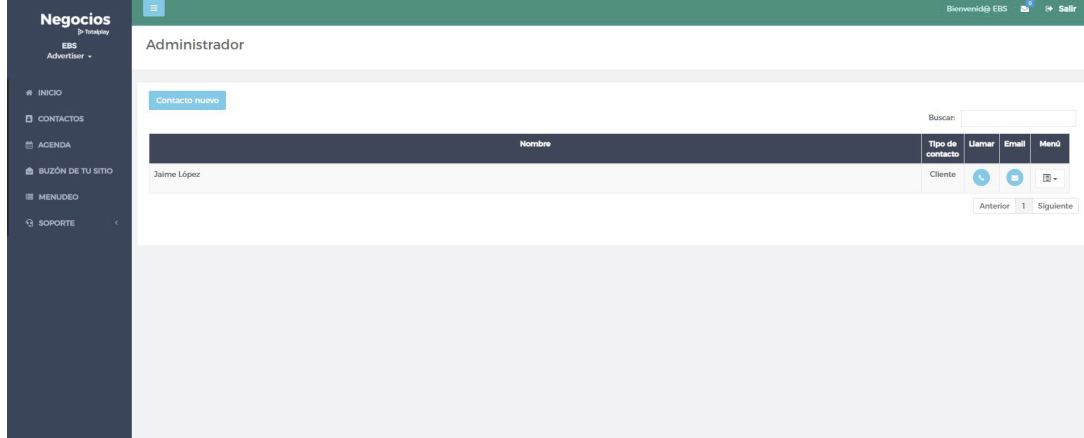 Negocios
Totalplay
EBS
Advertiser
INICIO
CONTACTOS
AGENDA
BUZÓN DE TU SITIO
MENUDEO
SOPORTE
Bienvenid@ EBS
0
Salir
Administrador
Contacto nuevo
Buscar:
Nombre
Tipo de
contacto
Llamar
Email
Menú
Jaime López
Cliente
Anterior 1 Siguiente